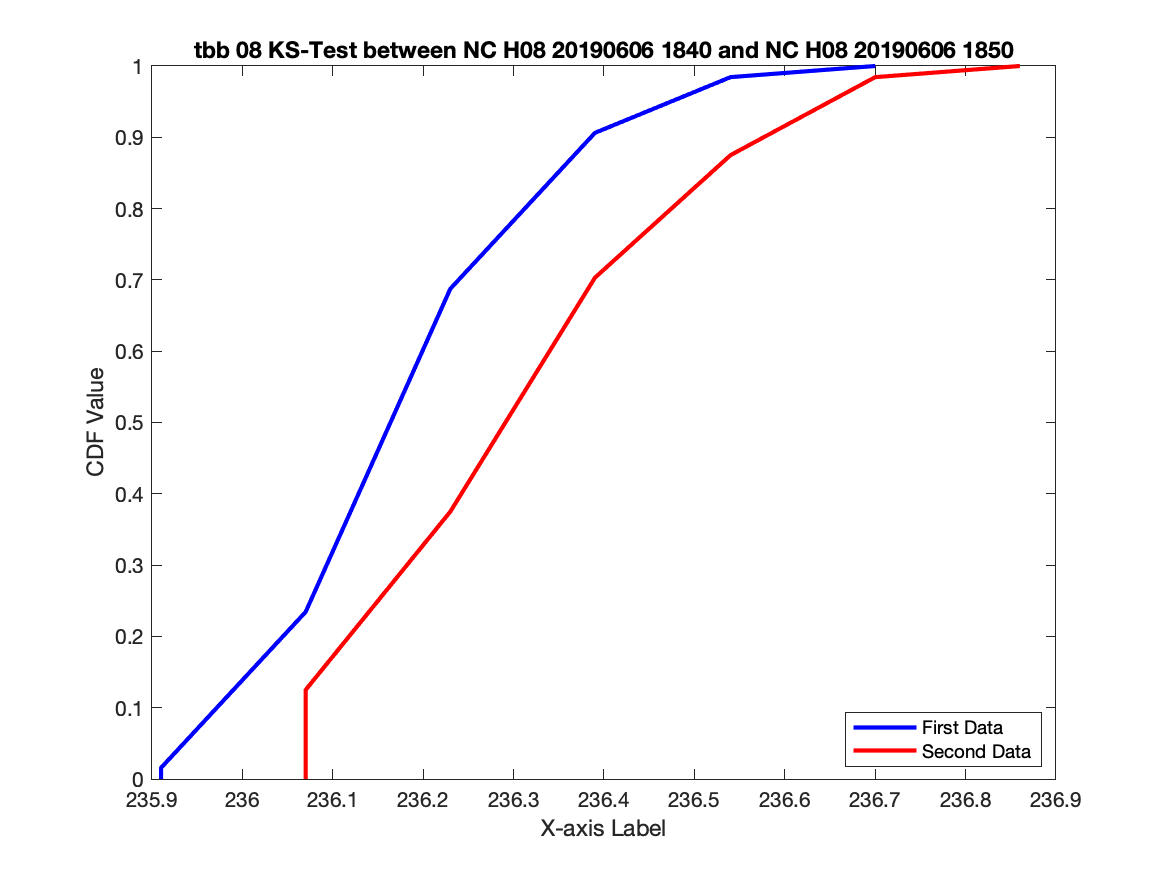 tbb 08 KS-Test between NC H08 20190606 1840 and NC H08 20190606 1850
1
0.9
0.8
0.7
0.6
0.5
0.4
0.3
0.2
0.1
0
CDF Value
235.9 236 236.1 236.2 236.3 236.4 236.5 236.6 236.7 236.8 236.9
X-axis Label
First Data
Second Data